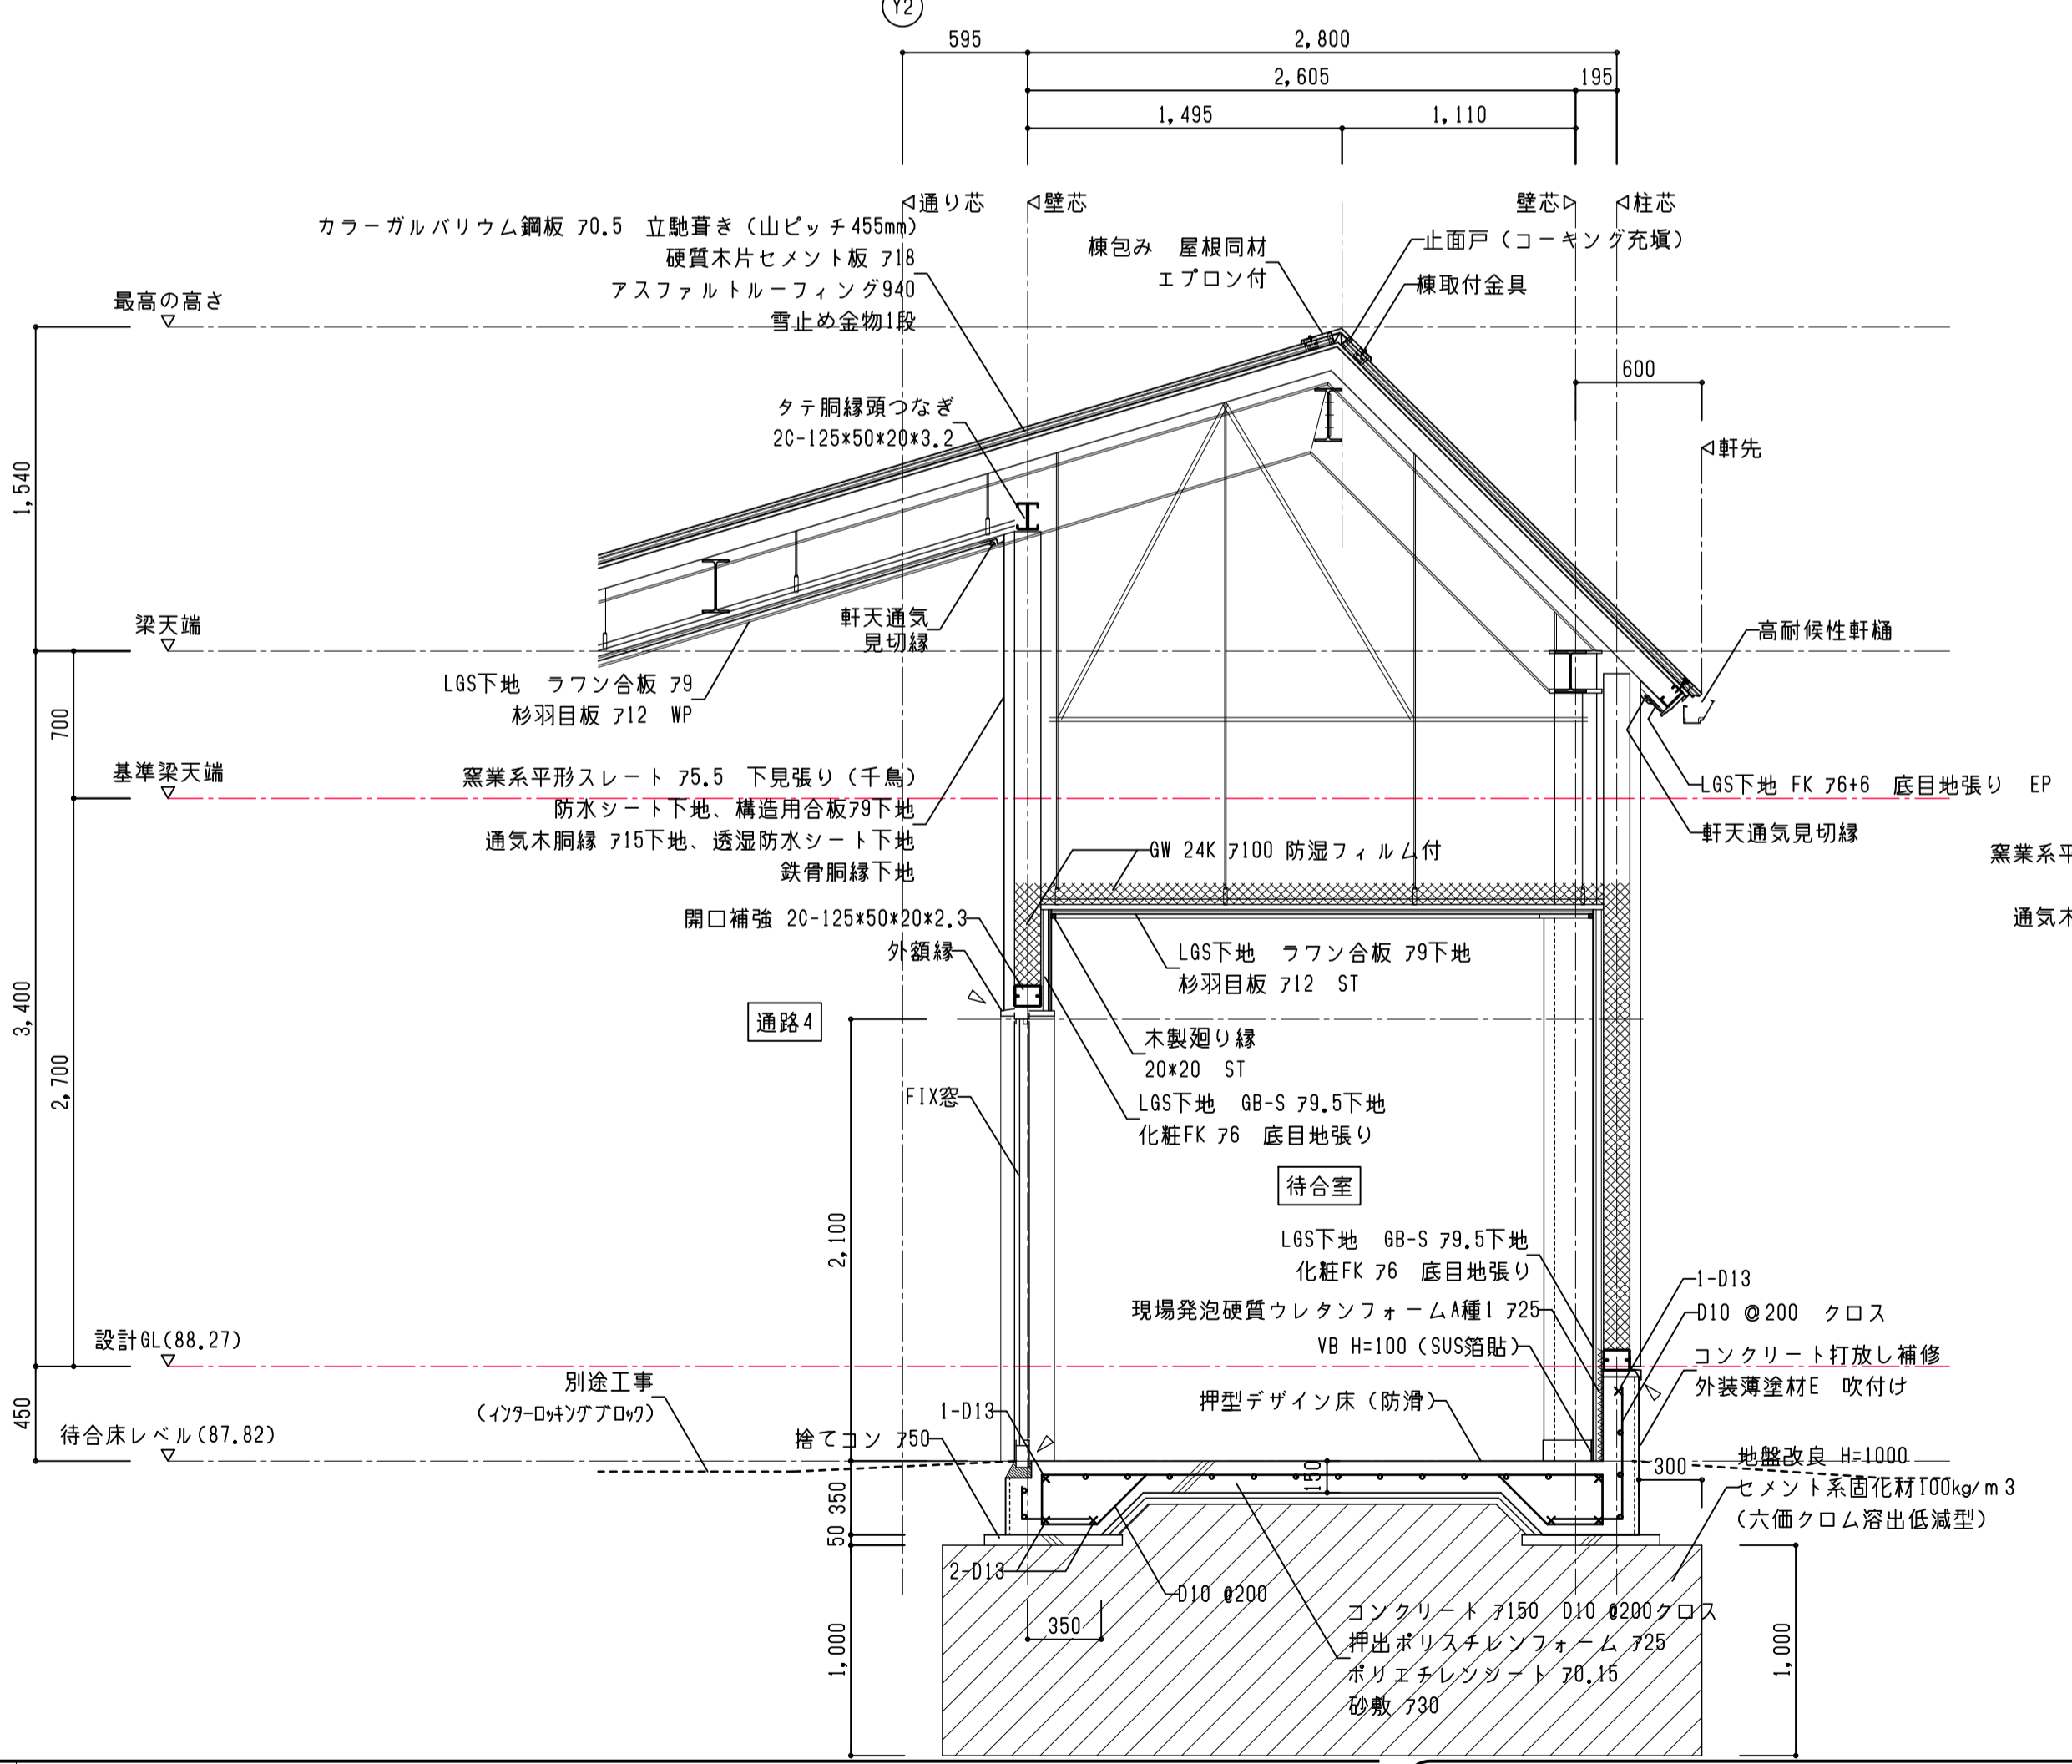 Y2
595
2,800
2,605
195
1,495
1,110
通り芯
壁芯
壁芯
柱芯
カラーガルバリウム鋼板 ｱ0.5　立馳葺き（山ピッチ455mm）
硬質木片セメント板 ｱ18
アスファルトルーフィング940
雪止め金物1段
棟包み　屋根同材
エプロン付
止面戸（コーキング充填）
棟取付金具
最高の高さ
600
軒先
タテ胴縁頭つなぎ
2C-125*50*20*3.2
1,540
軒天通気
見切縁
梁天端
高耐候性軒樋
LGS下地　ラワン合板 ｱ9
杉羽目板 ｱ12　WP
700
基準梁天端
窯業系平形スレート ｱ5.5　下見張り（千鳥）
防水シート下地、構造用合板ｱ9下地
通気木胴縁 ｱ15下地、透湿防水シート下地
鉄骨胴縁下地
LGS下地 FK ｱ6+6　底目地張り　EP
軒天通気見切縁
窯業系平
通気木
GW 24K ｱ100 防湿フィルム付
開口補強 2C-125*50*20*2.3
外額縁
LGS下地　ラワン合板 ｱ9下地
杉羽目板 ｱ12　ST
3,400
通路4
木製廻り縁
20*20　ST
2,700
FIX窓
LGS下地　GB-S ｱ9.5下地
化粧FK ｱ6　底目地張り
待合室
2,100
LGS下地　GB-S ｱ9.5下地
化粧FK ｱ6　底目地張り
1-D13
現場発泡硬質ウレタンフォームA種1 ｱ25
D10 @200　クロス
VB H=100（SUS箔貼）
設計GL(88.27)
コンクリート打放し補修
外装薄塗材E　吹付け
別途工事
（ｲﾝﾀｰﾛｯｷﾝｸﾞﾌﾞﾛｯｸ）
押型デザイン床（防滑）
1-D13
450
待合床レベル(87.82)
捨てコン ｱ50
地盤改良 H=1000
セメント系固化材100kg/m3
（六価クロム溶出低減型）
300
150
350
50
2-D13
D10 @200
350
コンクリート ｱ150　D10 @200クロス
押出ポリスチレンフォーム ｱ25
ポリエチレンシート ｱ0.15
砂敷 ｱ30
1,000
1,000